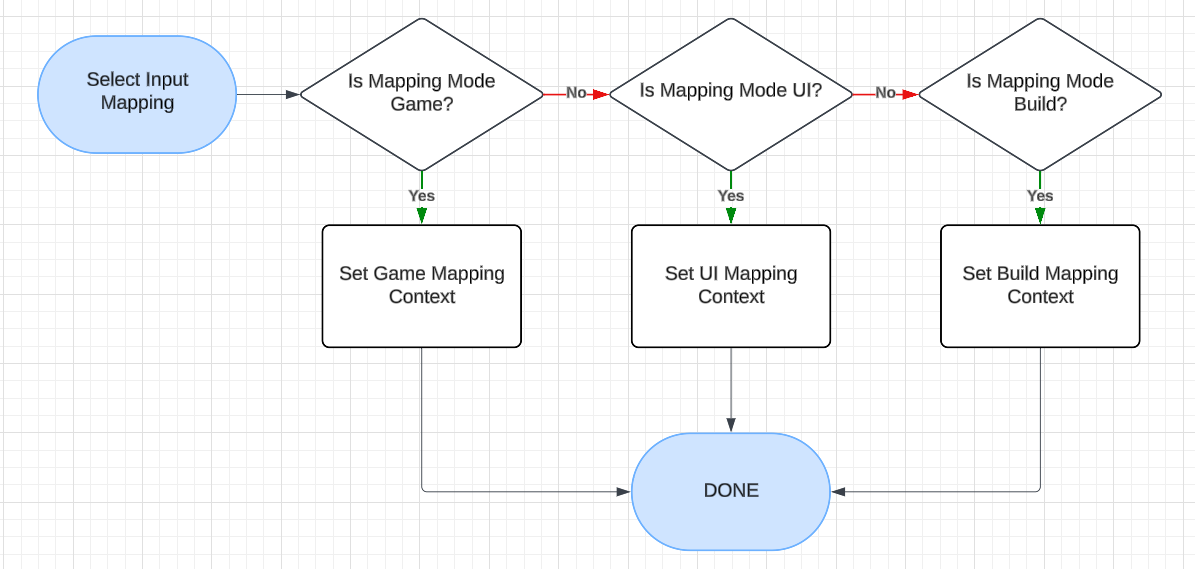 Select Input
Mapping
Is Mapping Mode
Game?
No
Is Mapping Mode UI?
No
Is Mapping Mode
Build?
Yes
Yes
Yes
Set Game Mapping
Context
Set UI Mapping
Context
Set Build Mapping
Context
DONE